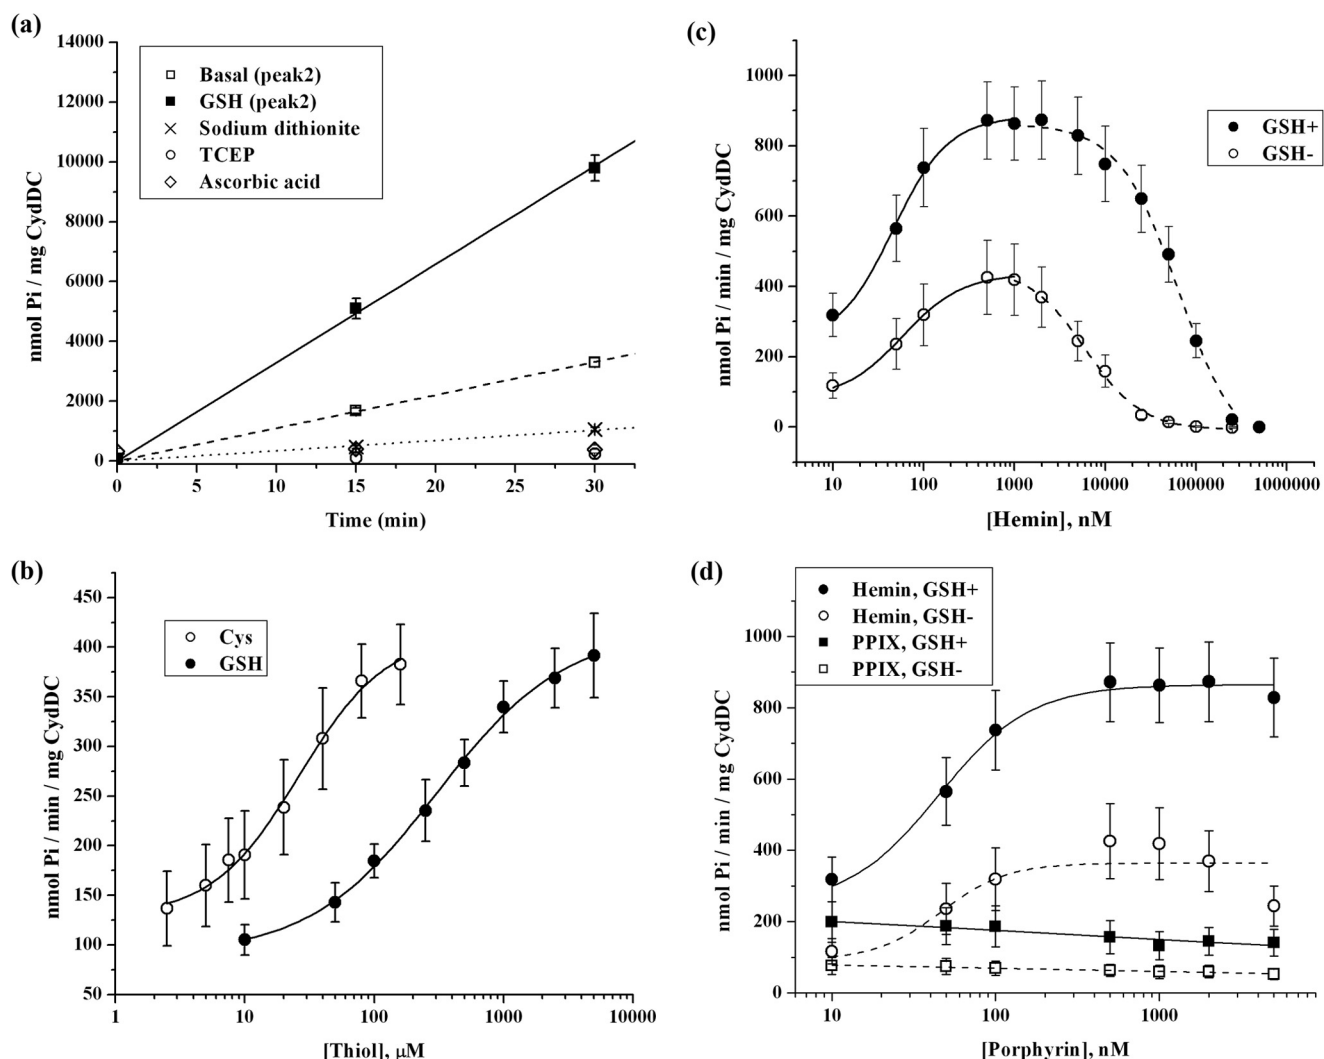 (a)
14000
12000
10000
8000
6000
4000
2000
0
nmol Pi / mg CydDC
Basal (peak2)
GSH (peak2)
Sodium dithionite
TCEP
Ascorbic acid
0 5 10 15 20 25 30
Time (min)
(c)
1000
800
600
400
200
0
nmol Pi / min / mg CydDC
GSH+
GSH-
10 100 1000 10000 100000 1000000
[Hemin], nM
(b)
450
400
350
300
250
200
150
100
50
nmol Pi / min / mg CydDC
Cys
GSH
1 10 100 1000 10000
[Thiol], μM
(d)
1000
800
600
400
200
0
nmol Pi / min / mg CydDC
Hemin, GSH+
Hemin, GSH-
PPIX, GSH+
PPIX, GSH-
10 100 1000
[Porphyrin], nM